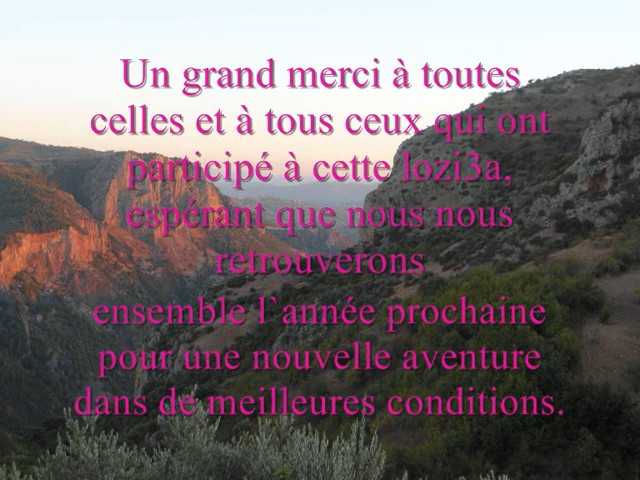 Un grand merci à toutes
celles et à tous ceux qui ont
participé à cette lozi3a,
espérant que nous nous
retrouverons
ensemble l`année prochaine
pour une nouvelle aventure
dans de meilleures conditions.